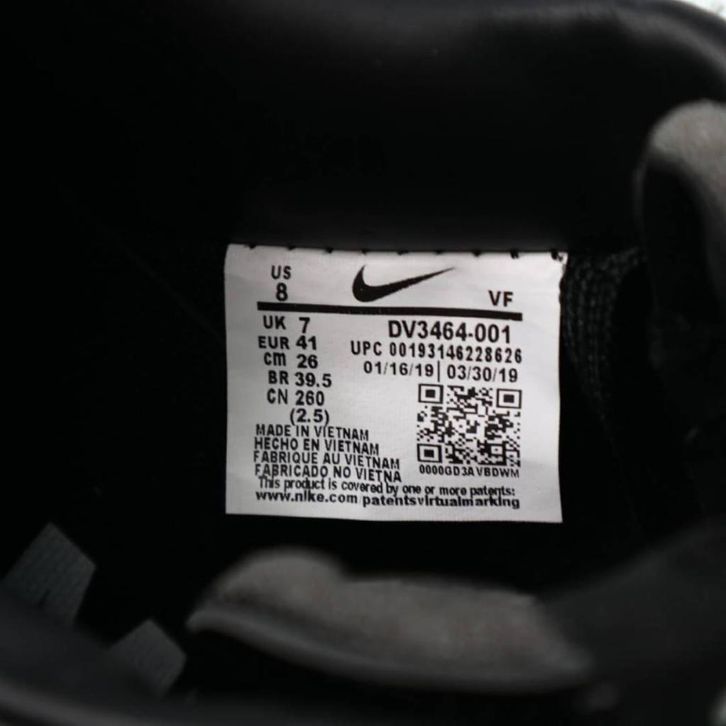 US
8
VF
UK 7
EUR 41
cm 26
BR 39.5
CN 260
(2.5)
DV3464-001
UPC 00193146228626
01/16/19 | 03/30/19
0000GD3AVBDWM
MADE IN VIETNAM
HECHO EN VIETNAM
FABRIQUE AU VIETNAM
FABRICADO NO VIETNA
This product is covered by one or more patents:
www.nike.com/patentsvirtualmarking